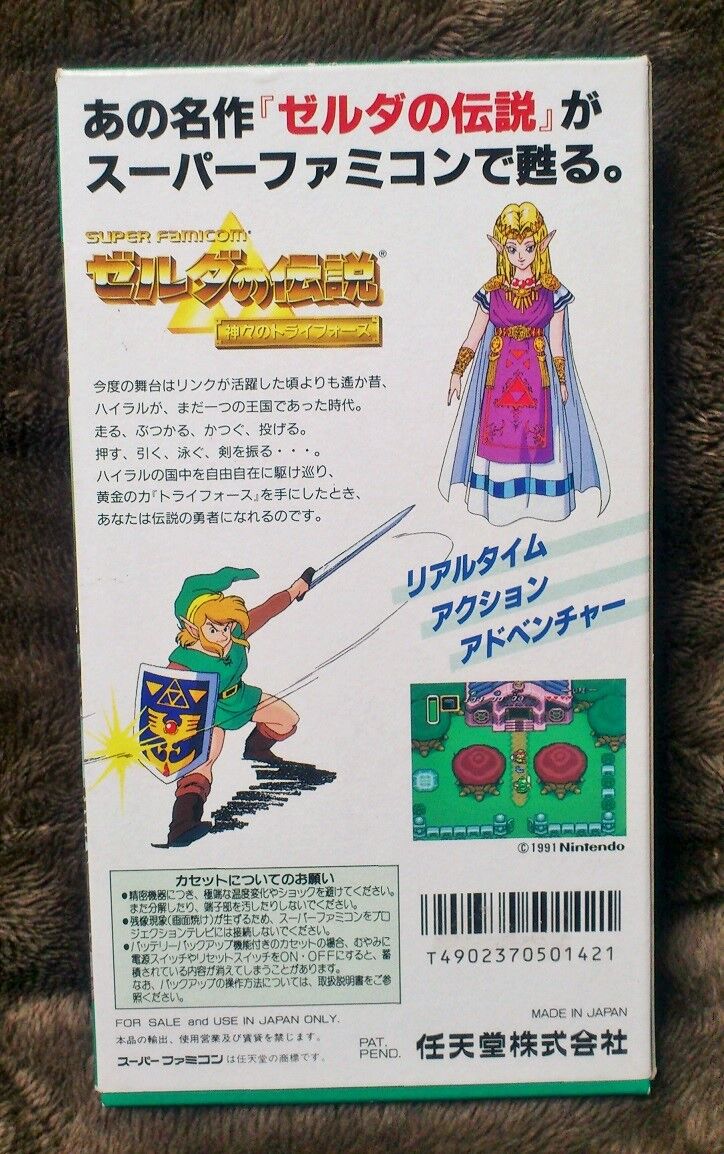 あの名作『ゼルダの伝説』が
スーパーファミコンで甦る。
SUPER FAMICOM
ゼルダの伝説®
神々のトライフォース
今度の舞台はリンクが活躍した頃よりも遙か昔、
ハイラルが、まだ一つの王国であった時代。
走る、ぶつかる、かつぐ、投げる。
押す、引く、泳ぐ、剣を振る・・・。
ハイラルの国中を自由自在に駆け巡り、
黄金の力『トライフォース』を手にしたとき、
あなたは伝説の勇者になれるのです。
リアルタイム
アクション
アドベンチャー
©1991 Nintendo
カセットについてのお願い
●精密機器につき、極端な温度変化やショックを避けてください。
また分解したり、端子部を汚したりしないでください。
●残像現象(画面焼け)が生ずるため、スーパーファミコンをプロ
ジェクションテレビには接続しないでください。
●バッテリーバックアップ機能付きのカセットの場合、むやみに
電源スイッチやリセットスイッチをON・OFFにすると、蓄
積されている内容が消えてしまうことがあります。
なお、バックアップの操作方法については、取扱説明書をご参
照ください。
T4902370501421
FOR SALE and USE IN JAPAN ONLY.
本品の輸出、使用営業及び賃貸を禁じます。
スーパーファミコンは任天堂の商標です。
PAT.
PEND.
MADE IN JAPAN
任天堂株式会社